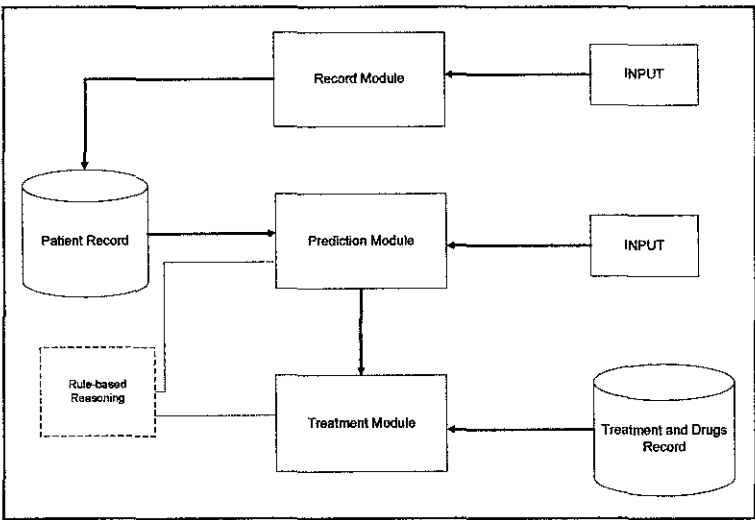 Record Module
INPUT
Patient Record
Prediction Module
INPUT
Rule-based
Reasoning
Treatment Module
Treatment and Drugs
Record